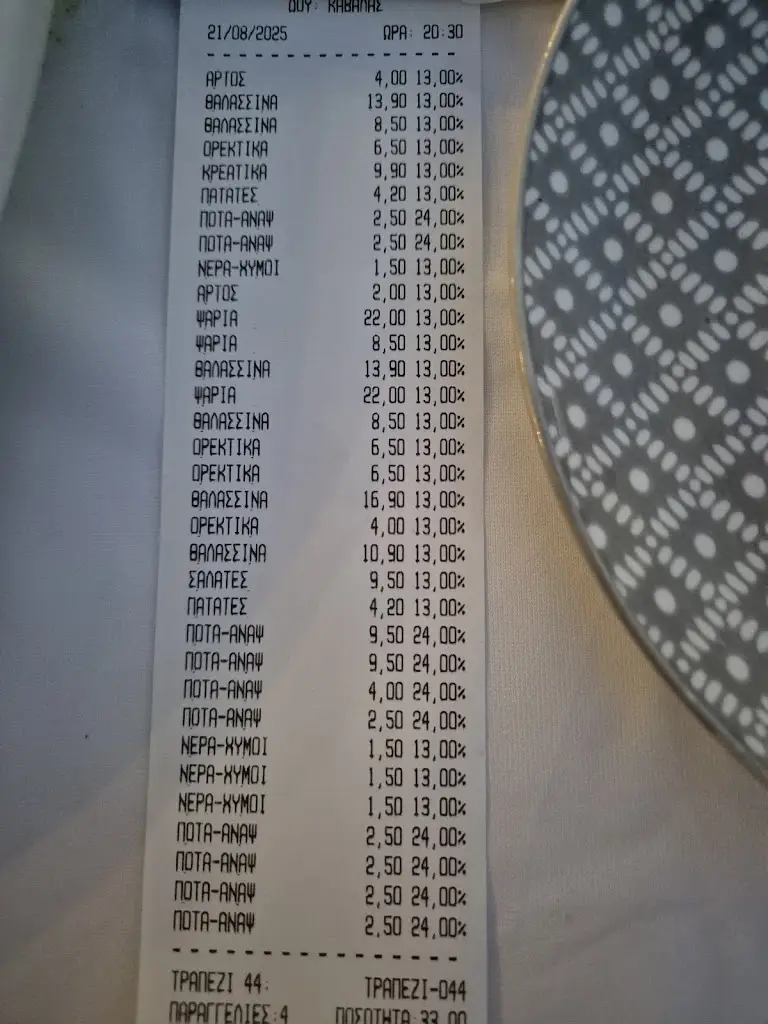 ΔΟΥ: ΚΑΒΑΛΑΣ
21/08/2025 ΩΡΑ: 20:30
ΑΡΤΟΣ 4,00 13,00%
ΘΑΛΑΣΣΙΝΑ 13,90 13,00%
ΘΑΛΑΣΣΙΝΑ 8,50 13,00%
ΟΡΕΚΤΙΚΑ 6,50 13,00%
ΚΡΕΑΤΙΚΑ 9,90 13,00%
ΠΑΤΑΤΕΣ 4,20 13,00%
ΠΟΤΑ-ΑΝΑΨ 2,50 24,00%
ΠΟΤΑ-ΑΝΑΨ 2,50 24,00%
ΝΕΡΑ-ΧΥΜΟΙ 1,50 13,00%
ΑΡΤΟΣ 2,00 13,00%
ΨΑΡΙΑ 22,00 13,00%
ΨΑΡΙΑ 8,50 13,00%
ΘΑΛΑΣΣΙΝΑ 13,90 13,00%
ΨΑΡΙΑ 22,00 13,00%
ΘΑΛΑΣΣΙΝΑ 8,50 13,00%
ΟΡΕΚΤΙΚΑ 6,50 13,00%
ΟΡΕΚΤΙΚΑ 6,50 13,00%
ΘΑΛΑΣΣΙΝΑ 16,90 13,00%
ΟΡΕΚΤΙΚΑ 4,00 13,00%
ΘΑΛΑΣΣΙΝΑ 10,90 13,00%
ΣΑΛΑΤΕΣ 9,50 13,00%
ΠΑΤΑΤΕΣ 4,20 13,00%
ΠΟΤΑ-ΑΝΑΨ 9,50 24,00%
ΠΟΤΑ-ΑΝΑΨ 9,50 24,00%
ΠΟΤΑ-ΑΝΑΨ 4,00 24,00%
ΠΟΤΑ-ΑΝΑΨ 2,50 24,00%
ΝΕΡΑ-ΧΥΜΟΙ 1,50 13,00%
ΝΕΡΑ-ΧΥΜΟΙ 1,50 13,00%
ΝΕΡΑ-ΧΥΜΟΙ 1,50 13,00%
ΠΟΤΑ-ΑΝΑΨ 2,50 24,00%
ΠΟΤΑ-ΑΝΑΨ 2,50 24,00%
ΠΟΤΑ-ΑΝΑΨ 2,50 24,00%
ΠΟΤΑ-ΑΝΑΨ 2,50 24,00%
ΤΡΑΠΕΖΙ 44: ΤΡΑΠΕΖΙ-044
ΠΑΡΑΓΓΕΛΙΕΣ:4 ΠΟΣΟΤΗΤΑ:33,00